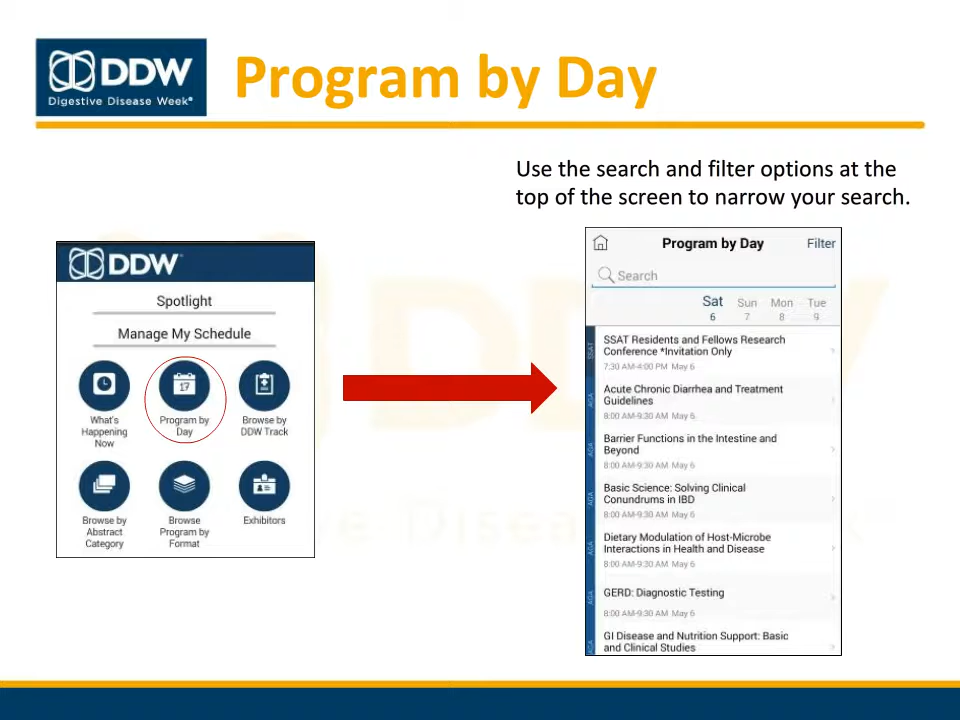 DDW
Digestive Disease Week®
Program by Day
Use the search and filter options at the
top of the screen to narrow your search.
DDW™
Spotlight
Manage My Schedule
What's
Happening
Now
17
Program by
Day
Browse by
DDW Track
Browse by
Abstract
Category
Browse
Program by
Format
Exhibitors
Program by Day
Filter
Search
Sat Sun Mon Tue
6 7 8 9
SSAT
SSAT Residents and Fellows Research
Conference *Invitation Only
7:30 AM-4:00 PM May 6
AGA
Acute Chronic Diarrhea and Treatment
Guidelines
8:00 AM-9:30 AM May 6
AGA
Barrier Functions in the Intestine and
Beyond
8:00 AM-9:30 AM May 6
AGA
Basic Science: Solving Clinical
Conundrums in IBD
8:00 AM-9:30 AM May 6
AGA
Dietary Modulation of Host-Microbe
Interactions in Health and Disease
8:00 AM-9:30 AM May 6
AGA
GERD: Diagnostic Testing
8:00 AM-9:30 AM May 6
AGA
GI Disease and Nutrition Support: Basic
and Clinical Studies